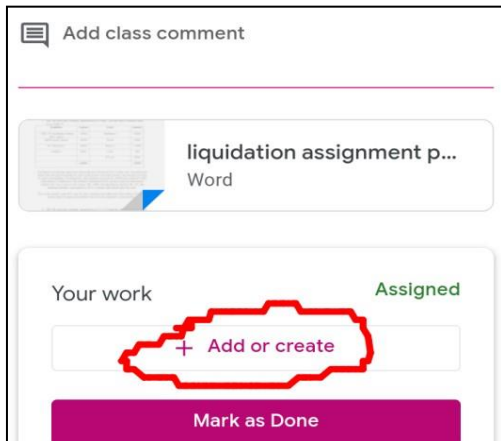 Add class comment
liquidation assignment p...
Word
Your work
Assigned
+ Add or create
Mark as Done